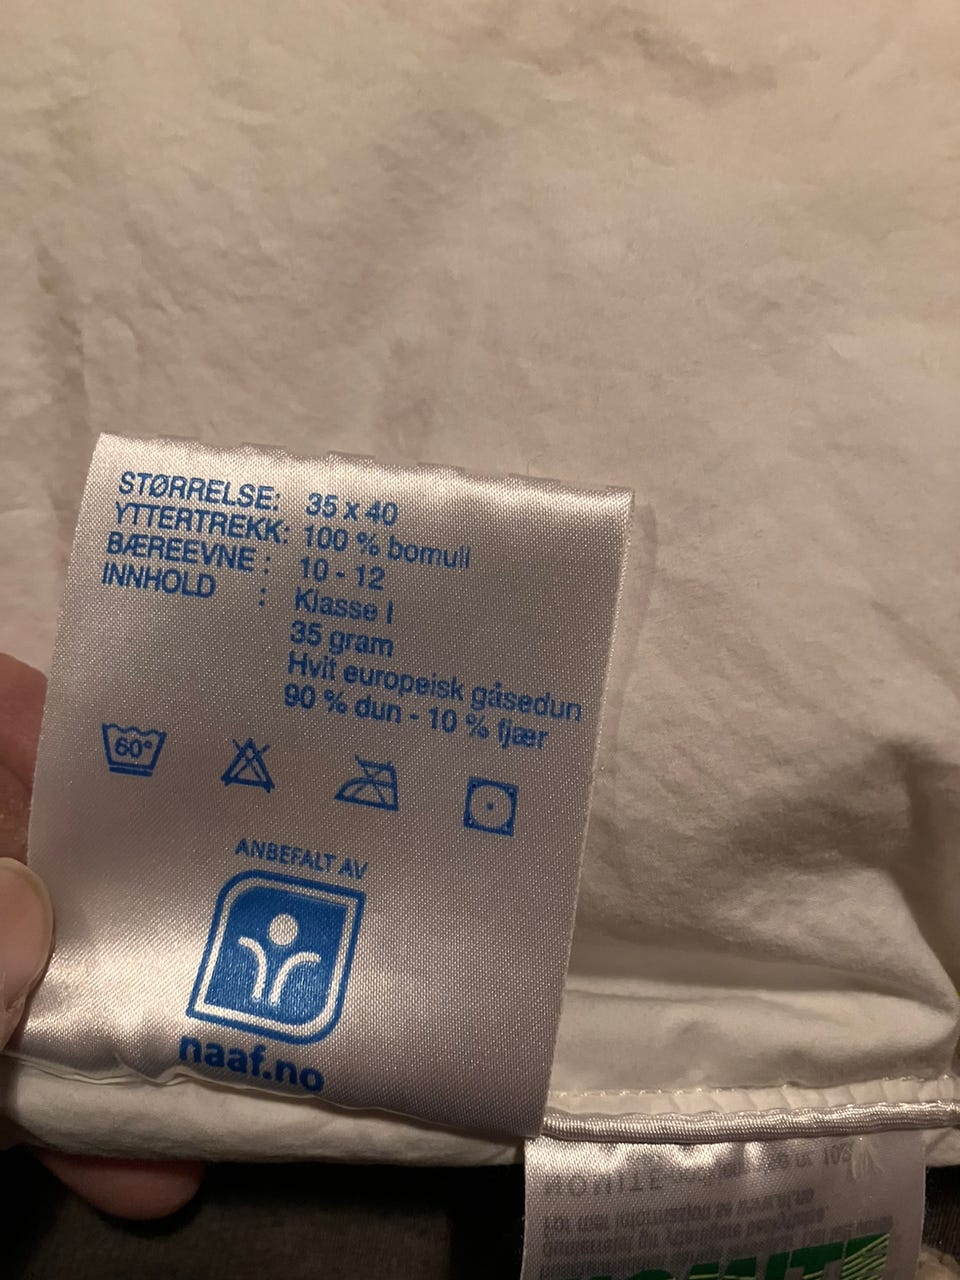 STØRRELSE: 35 x 40
YTTERTREKK: 100 % bomull
BÆREEVNE : 10 - 12
INNHOLD : Klasse I
35 gram
Hvit europeisk gåsedun
90 % dun - 10 % fjær
60°
ANBEFALT AV
naaf.no
NOMITE